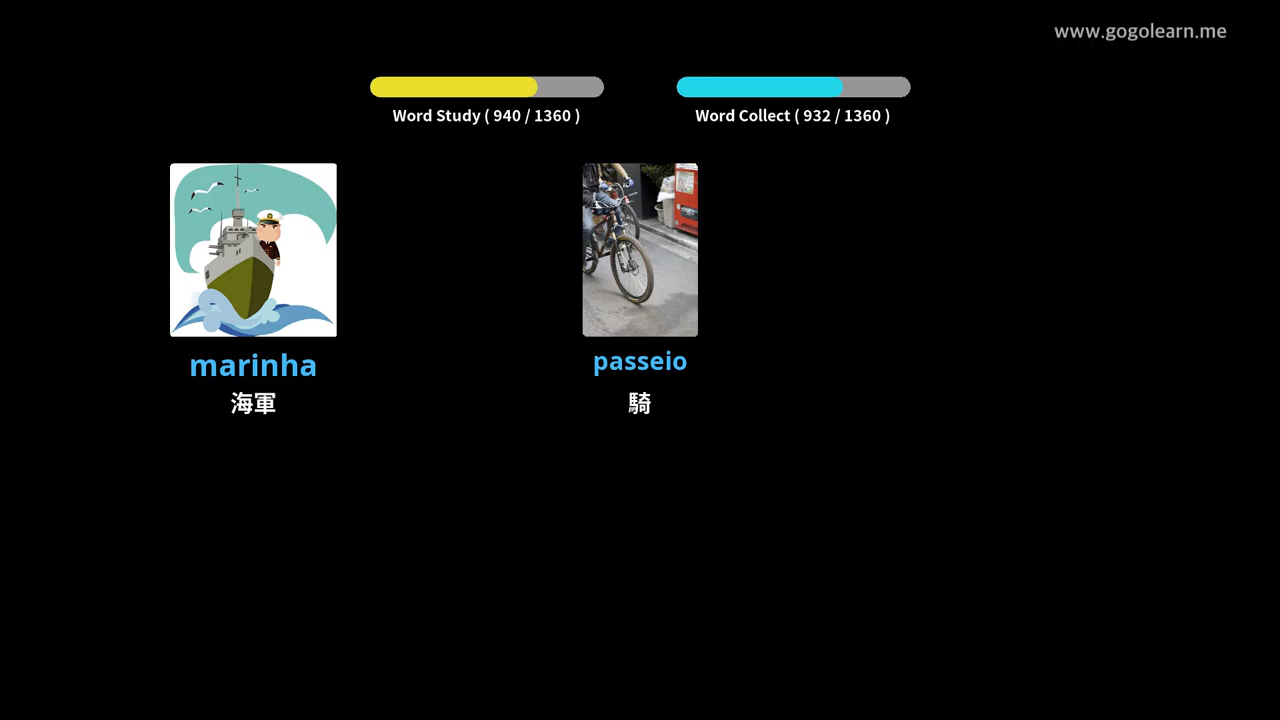 www.gogolearn.me
Word Study ( 940 / 1360 )
Word Collect ( 932 / 1360 )
marinha
海軍
passeio
騎